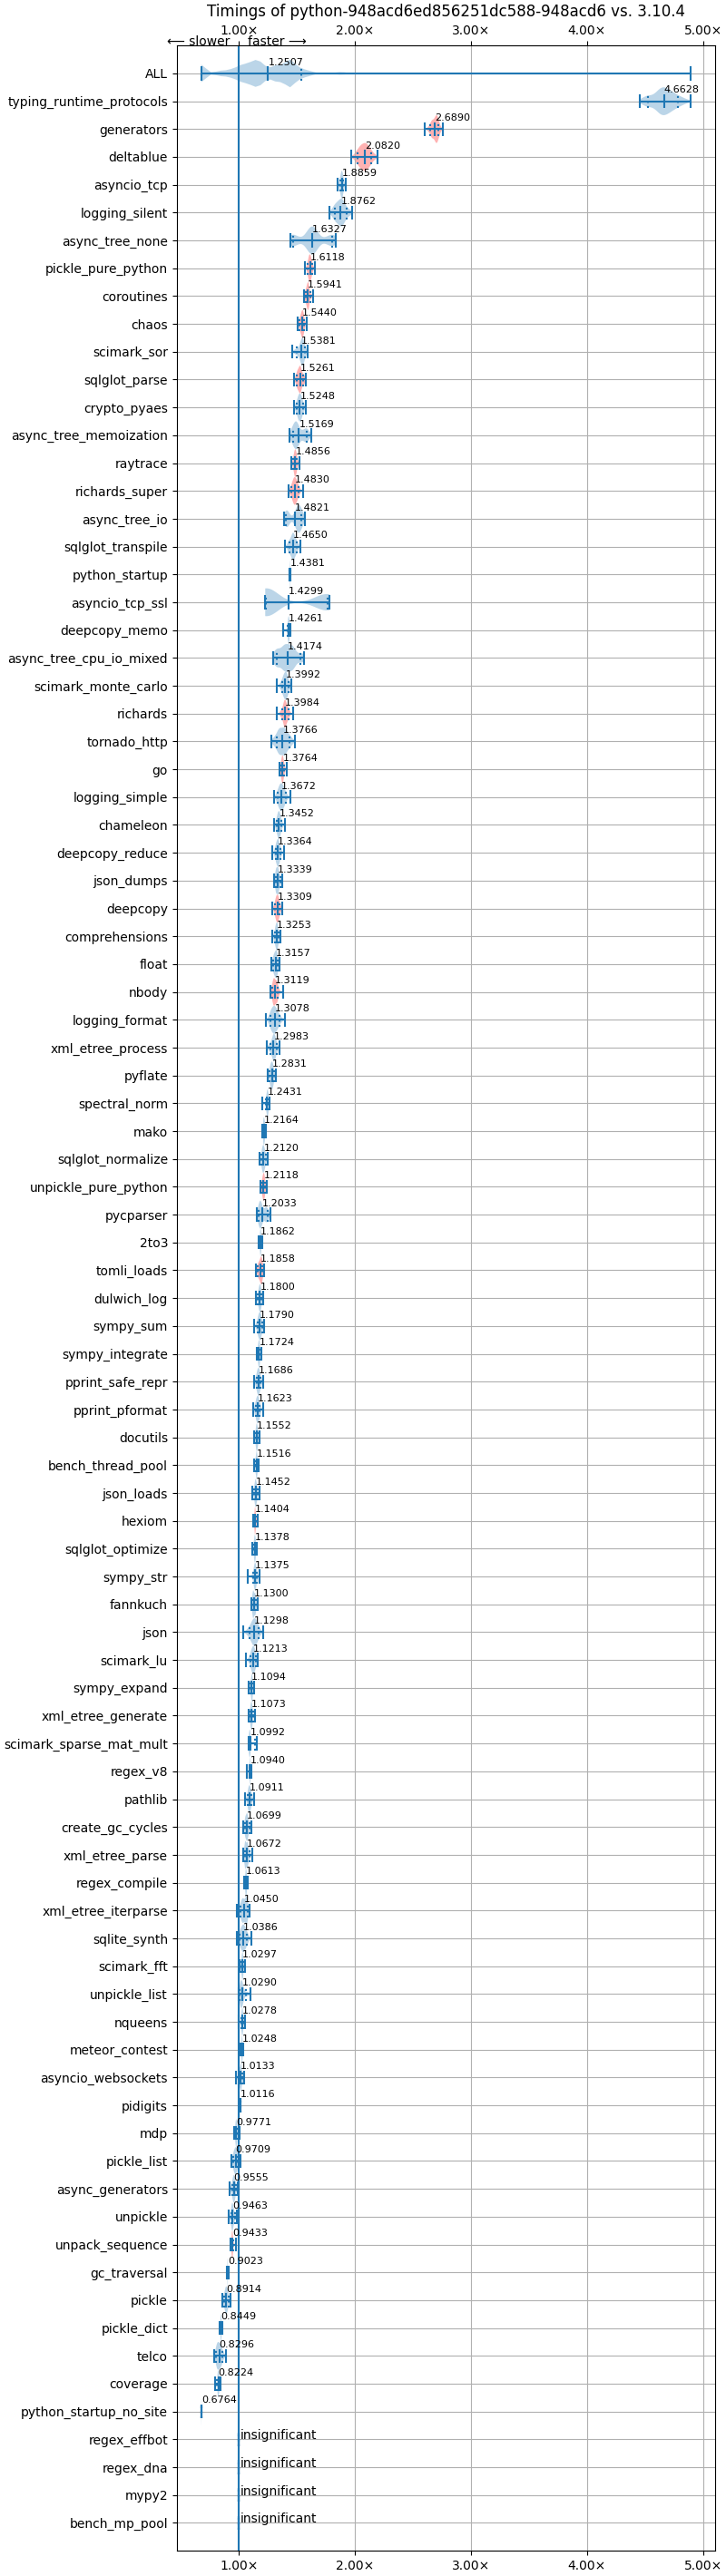 Timings of python-948acd6ed856251dc588-948acd6 vs. 3.10.4
1.00× 2.00× 3.00× 4.00× 5.00×
⟵ slower faster ⟶
ALL 1.2507
typing_runtime_protocols 4.6628
generators 2.6890
deltablue 2.0820
asyncio_tcp 1.8859
logging_silent 1.8762
async_tree_none 1.6327
pickle_pure_python 1.6118
coroutines 1.5941
chaos 1.5440
scimark_sor 1.5381
sqlglot_parse 1.5261
crypto_pyaes 1.5248
async_tree_memoization 1.5169
raytrace 1.4856
richards_super 1.4830
async_tree_io 1.4821
sqlglot_transpile 1.4650
python_startup 1.4381
asyncio_tcp_ssl 1.4299
deepcopy_memo 1.4261
async_tree_cpu_io_mixed 1.4174
scimark_monte_carlo 1.3992
richards 1.3984
tornado_http 1.3766
go 1.3764
logging_simple 1.3672
chameleon 1.3452
deepcopy_reduce 1.3364
json_dumps 1.3339
deepcopy 1.3309
comprehensions 1.3253
float 1.3157
nbody 1.3119
logging_format 1.3078
xml_etree_process 1.2983
pyflate 1.2831
spectral_norm 1.2431
mako 1.2164
sqlglot_normalize 1.2120
unpickle_pure_python 1.2118
pycparser 1.2033
2to3 1.1862
tomli_loads 1.1858
dulwich_log 1.1800
sympy_sum 1.1790
sympy_integrate 1.1724
pprint_safe_repr 1.1686
pprint_pformat 1.1623
docutils 1.1552
bench_thread_pool 1.1516
json_loads 1.1452
hexiom 1.1404
sqlglot_optimize 1.1378
sympy_str 1.1375
fannkuch 1.1300
json 1.1298
scimark_lu 1.1213
sympy_expand 1.1094
xml_etree_generate 1.1073
scimark_sparse_mat_mult 1.0992
regex_v8 1.0940
pathlib 1.0911
create_gc_cycles 1.0699
xml_etree_parse 1.0672
regex_compile 1.0613
xml_etree_iterparse 1.0450
sqlite_synth 1.0386
scimark_fft 1.0297
unpickle_list 1.0290
nqueens 1.0278
meteor_contest 1.0248
asyncio_websockets 1.0133
pidigits 1.0116
mdp 0.9771
pickle_list 0.9709
async_generators 0.9555
unpickle 0.9463
unpack_sequence 0.9433
gc_traversal 0.9023
pickle 0.8914
pickle_dict 0.8449
telco 0.8296
coverage 0.8224
python_startup_no_site 0.6764
regex_effbot insignificant
regex_dna insignificant
mypy2 insignificant
bench_mp_pool insignificant
1.00× 2.00× 3.00× 4.00× 5.00×